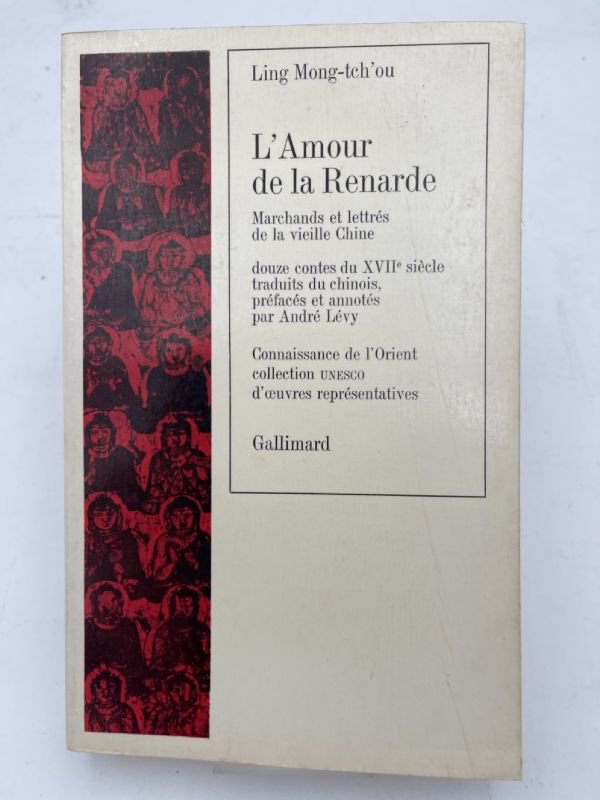 Ling Mong-tch'ou
L'Amour
de la Renarde
Marchands et lettrés
de la vieille Chine
douze contes du XVIIe siècle
traduits du chinois,
préfacés et annotés
par André Lévy
Connaissance de l'Orient
collection UNESCO
d'œuvres représentatives
Gallimard